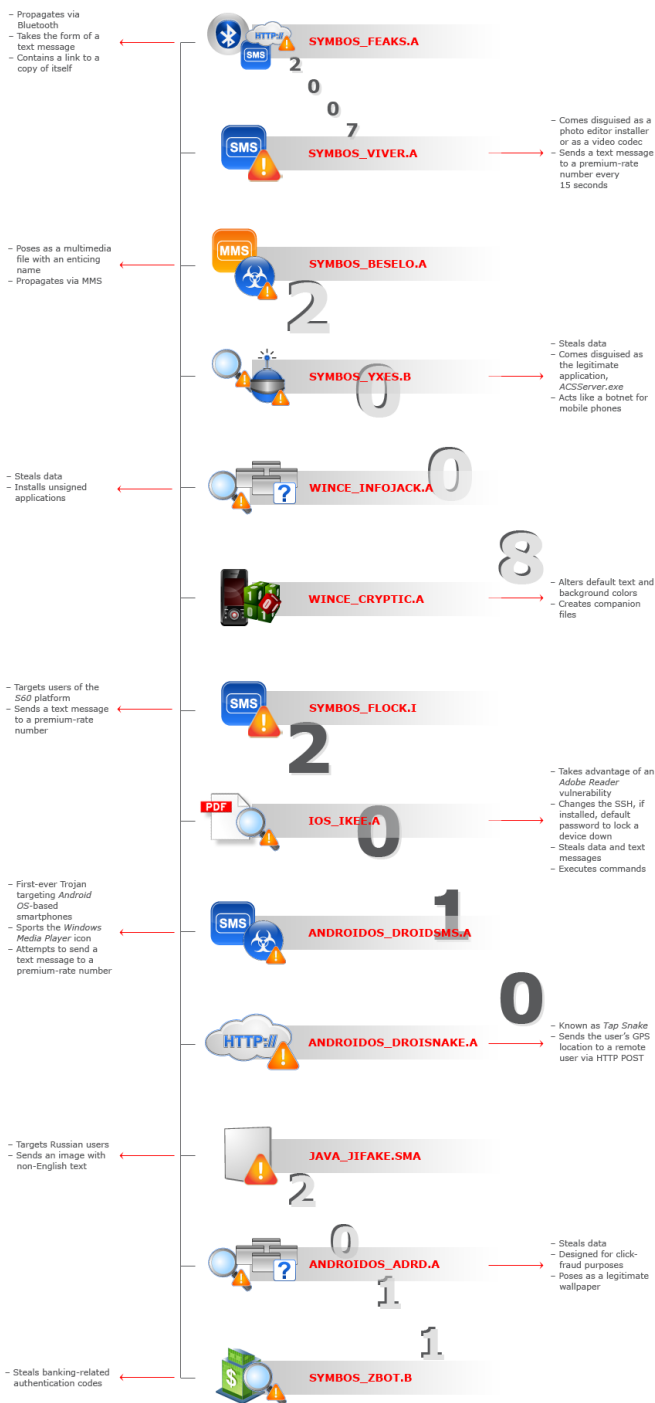 – Propagates via
Bluetooth
– Takes the form of a
text message
– Contains a link to a
copy of itself
HTTP://
SMS
SYMBOS_FEAKS.A
2
0
0
7
SMS
SYMBOS_VIVER.A
– Comes disguised as a
photo editor installer
or as a video codec
– Sends a text message
to a premium-rate
number every
15 seconds
– Poses as a multimedia
file with an enticing
name
– Propagates via MMS
MMS
SYMBOS_BESELO.A
2
SYMBOS_YXES.B
0
– Steals data
– Comes disguised as
the legitimate
application,
ACSServer.exe
– Acts like a botnet for
mobile phones
– Steals data
– Installs unsigned
applications
?
WINCE_INFOJACK.A
0
8
WINCE_CRYPTIC.A
– Alters default text and
background colors
– Creates companion
files
– Targets users of the
S60 platform
– Sends a text message
to a premium-rate
number
SMS
SYMBOS_FLOCK.I
2
PDF
IOS_IKEE.A
0
– Takes advantage of an
Adobe Reader
vulnerability
– Changes the SSH, if
installed, default
password to lock a
device down
– Steals data and text
messages
– Executes commands
– First-ever Trojan
targeting Android
OS-based
smartphones
– Sports the Windows
Media Player icon
– Attempts to send a
text message to a
premium-rate number
SMS
ANDROIDOS_DROIDSMS.A
1
0
HTTP://
ANDROIDOS_DROISNAKE.A
– Known as Tap Snake
– Sends the user's GPS
location to a remote
user via HTTP POST
– Targets Russian users
– Sends an image with
non-English text
JAVA_JIFAKE.SMA
2
0
?
ANDROIDOS_ADRD.A
1
– Steals data
– Designed for click-
fraud purposes
– Poses as a legitimate
wallpaper
1
– Steals banking-related
authentication codes
$
SYMBOS_ZBOT.B